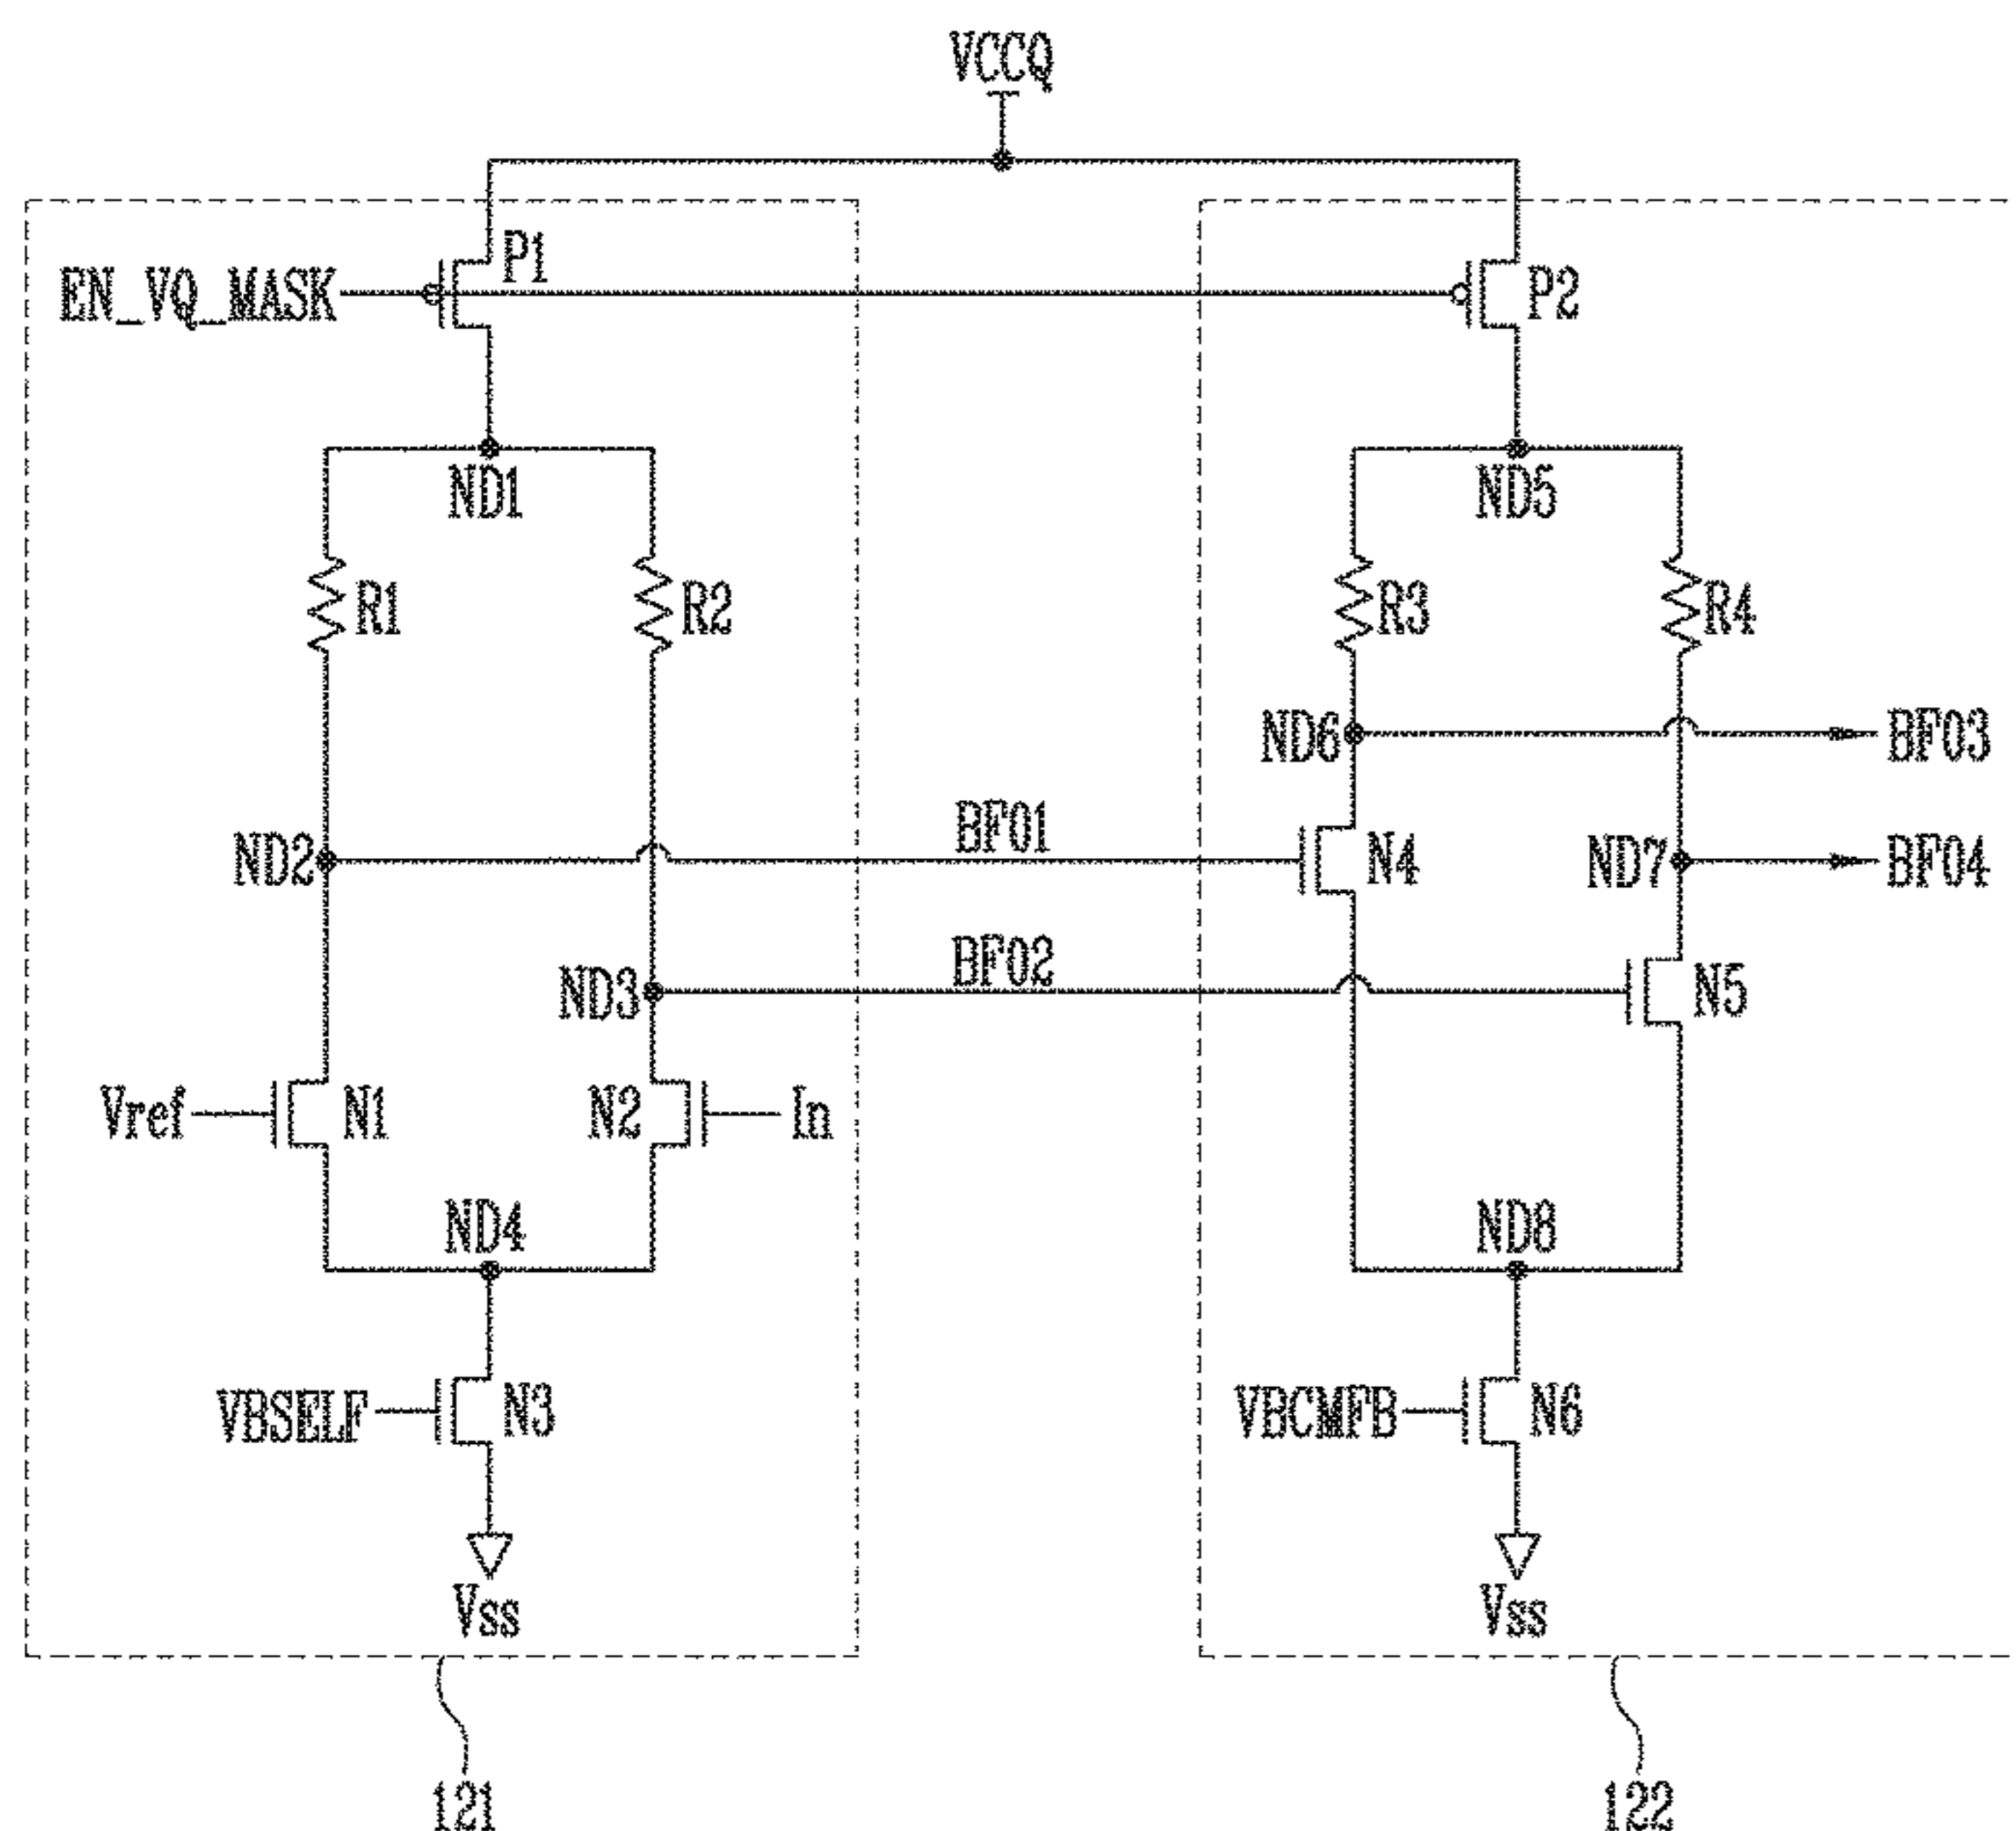 VCCQ
EN_VQ_MASK
P1
P2
ND1
ND5
R1
R2
R3
R4
ND6
BF03
BF01
ND2
N4
ND7
BF04
BF02
ND3
N5
Vref
N1
N2
In
ND4
ND8
VBSELF
N3
VBCMFB
N6
Vss
Vss
121
122